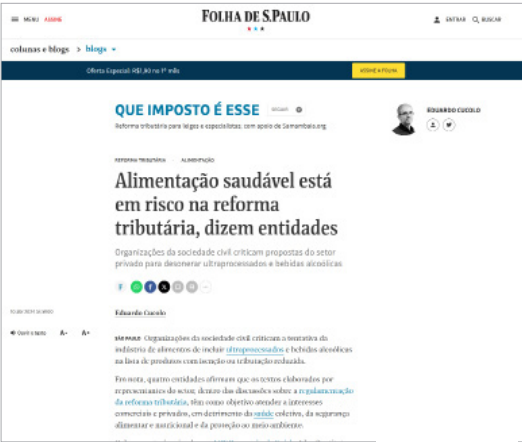 MENU ASSINE
FOLHA DE S.PAULO
ENTRAR BUSCAR
colunas e blogs > blogs
Oferta Especial: R$1,90 no 1º mês
ASSINE A FOLHA
QUE IMPOSTO É ESSE
SEGUIR
EDUARDO CUCOLO
Reforma tributária para leigos e especialistas, com apoio de Samambaia.org
REFORMA TRIBUTÁRIA ALIMENTAÇÃO
Alimentação saudável está
em risco na reforma
tributária, dizem entidades
Organizações da sociedade civil criticam propostas do setor
privado para desonerar ultraprocessados e bebidas alcoólicas
Eduardo Cucolo
Ouvir o texto A- A+
SÃO PAULO Organizações da sociedade civil criticam a tentativa da
indústria de alimentos de incluir ultraprocessados e bebidas alcoólicas
na lista de produtos com isenção ou tributação reduzida.
Em nota, quatro entidades afirmam que os textos elaborados por
representantes do setor, dentro das discussões sobre a regulamentação
da reforma tributária, têm como objetivo atender a interesses
comerciais e privados, em detrimento da saúde coletiva, da segurança
alimentar e nutricional e da proteção ao meio ambiente.